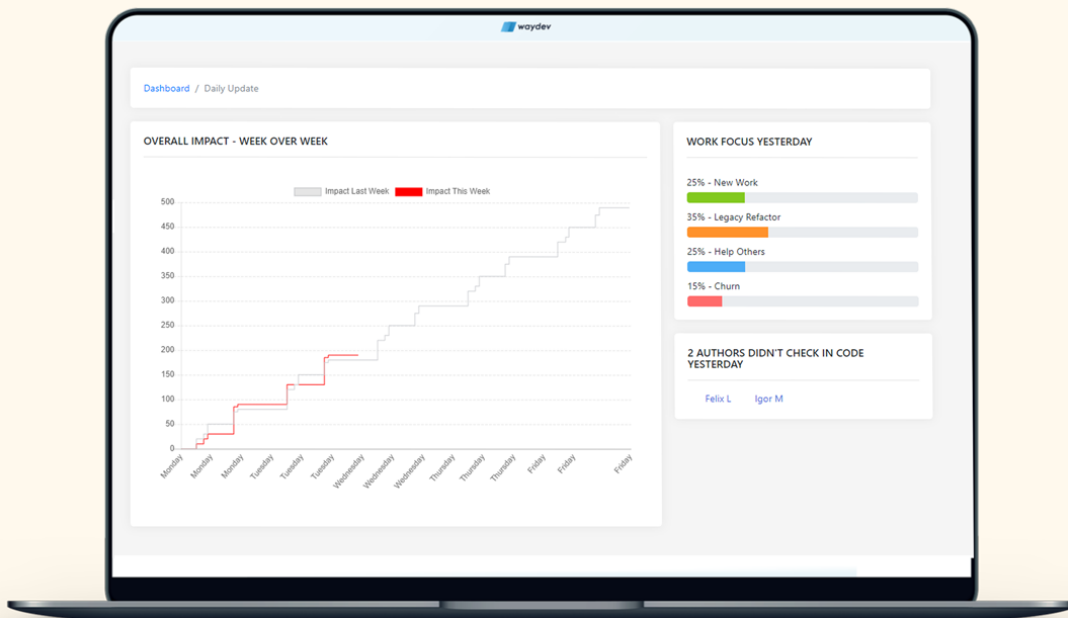 waydev
Dashboard / Daily Update
OVERALL IMPACT - WEEK OVER WEEK
Impact Last Week Impact This Week
500
450
400
350
300
250
200
150
100
50
0
Monday
Monday
Monday
Tuesday
Tuesday
Tuesday
Wednesday
Wednesday
Wednesday
Thursday
Thursday
Thursday
Friday
Friday
Friday
WORK FOCUS YESTERDAY
25% - New Work
35% - Legacy Refactor
25% - Help Others
15% - Churn
2 AUTHORS DIDN'T CHECK IN CODE
YESTERDAY
Felix L Igor M